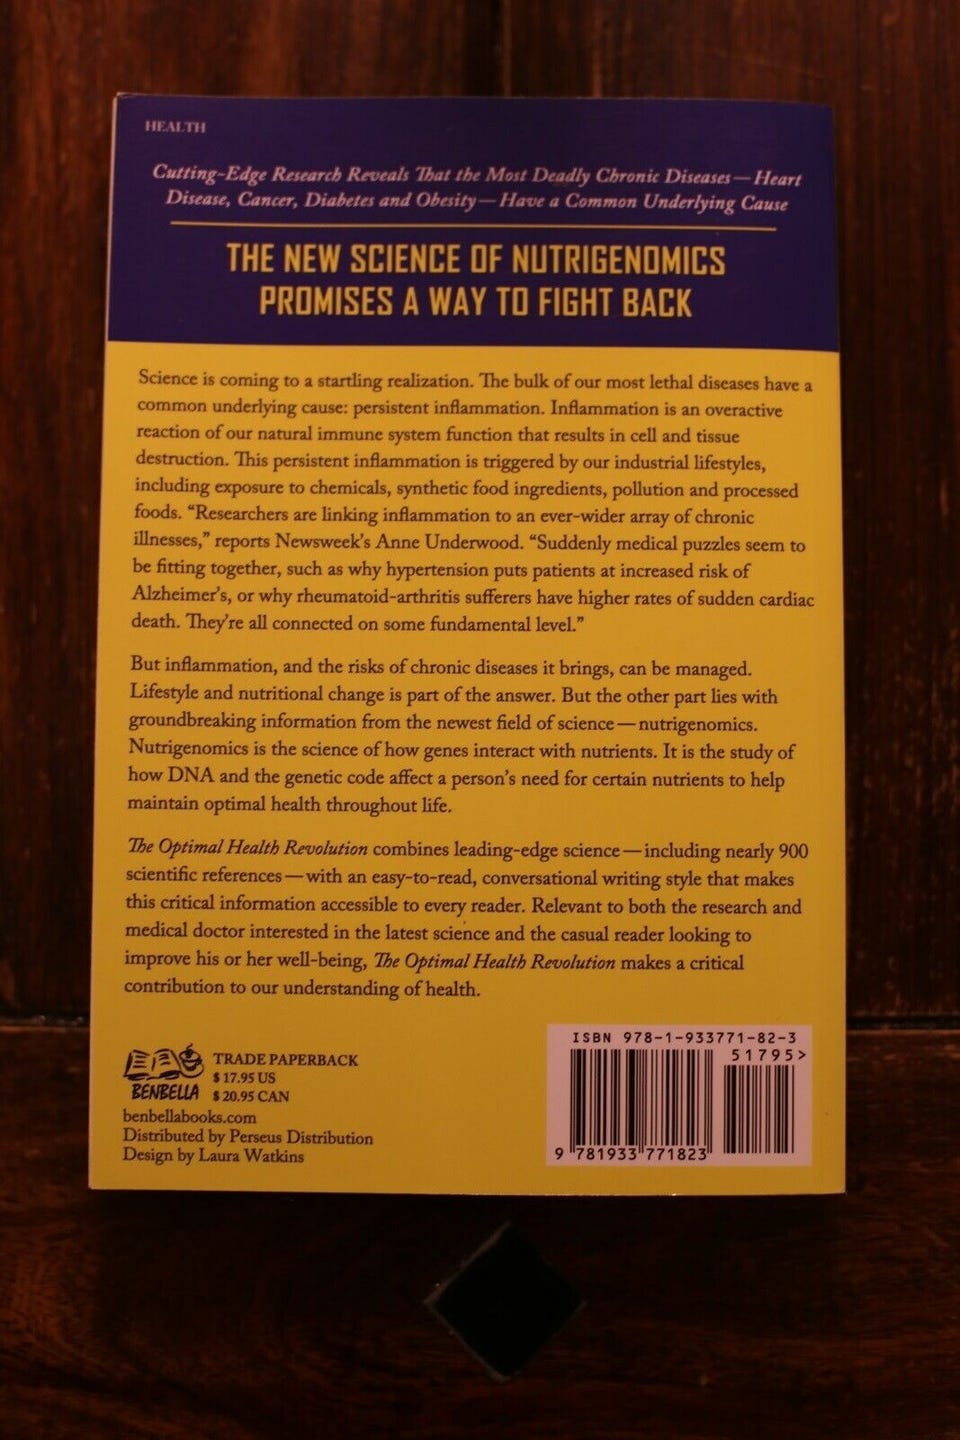 HEALTH
Cutting-Edge Research Reveals That the Most Deadly Chronic Diseases—Heart
Disease, Cancer, Diabetes and Obesity—Have a Common Underlying Cause
THE NEW SCIENCE OF NUTRIGENOMICS
PROMISES A WAY TO FIGHT BACK
Science is coming to a startling realization. The bulk of our most lethal diseases have a
common underlying cause: persistent inflammation. Inflammation is an overactive
reaction of our natural immune system function that results in cell and tissue
destruction. This persistent inflammation is triggered by our industrial lifestyles,
including exposure to chemicals, synthetic food ingredients, pollution and processed
foods. “Researchers are linking inflammation to an ever-wider array of chronic
illnesses,” reports Newsweek’s Anne Underwood. “Suddenly medical puzzles seem to
be fitting together, such as why hypertension puts patients at increased risk of
Alzheimer’s, or why rheumatoid-arthritis sufferers have higher rates of sudden cardiac
death. They’re all connected on some fundamental level.”
But inflammation, and the risks of chronic diseases it brings, can be managed.
Lifestyle and nutritional change is part of the answer. But the other part lies with
groundbreaking information from the newest field of science—nutrigenomics.
Nutrigenomics is the science of how genes interact with nutrients. It is the study of
how DNA and the genetic code affect a person’s need for certain nutrients to help
maintain optimal health throughout life.
The Optimal Health Revolution combines leading-edge science—including nearly 900
scientific references—with an easy-to-read, conversational writing style that makes
this critical information accessible to every reader. Relevant to both the research and
medical doctor interested in the latest science and the casual reader looking to
improve his or her well-being, The Optimal Health Revolution makes a critical
contribution to our understanding of health.
BENBELLA
TRADE PAPERBACK
$ 17.95 US
$ 20.95 CAN
benbellabooks.com
Distributed by Perseus Distribution
Design by Laura Watkins
ISBN 978-1-933771-82-3
51795>
9 781933 771823